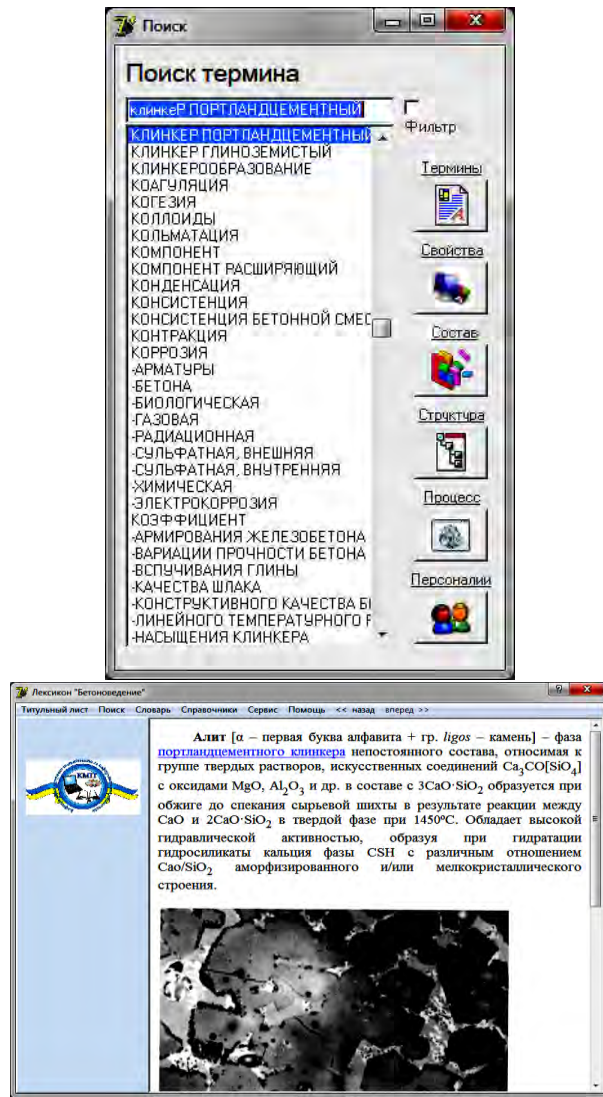 Поиск
Поиск термина
клинкеР ПОРТЛАНДЦЕМЕНТНЫЙ
Фильтр
КЛИНКЕР ПОРТЛАНДЦЕМЕНТНЫЙ
КЛИНКЕР ГЛИНОЗЕМИСТЫЙ
КЛИНКЕРООБРАЗОВАНИЕ
КОАГУЛЯЦИЯ
КОГЕЗИЯ
КОЛЛОИДЫ
КОЛЬМАТАЦИЯ
КОМПОНЕНТ
КОМПОНЕНТ РАСШИРЯЮЩИЙ
КОНДЕНСАЦИЯ
КОНСИСТЕНЦИЯ
КОНСИСТЕНЦИЯ БЕТОННОЙ СМЕС
КОНТРАКЦИЯ
КОРРОЗИЯ
-АРМАТУРЫ
-БЕТОНА
-БИОЛОГИЧЕСКАЯ
-ГАЗОВАЯ
-РАДИАЦИОННАЯ
-СУЛЬФАТНАЯ, ВНЕШНЯЯ
-СУЛЬФАТНАЯ, ВНУТРЕННЯЯ
-ХИМИЧЕСКАЯ
-ЭЛЕКТРОКОРРОЗИЯ
КОЭФФИЦИЕНТ
-АРМИРОВАНИЯ ЖЕЛЕЗОБЕТОНА
-ВАРИАЦИИ ПРОЧНОСТИ БЕТОНА
-ВСПУЧИВАНИЯ ГЛИНЫ
-КАЧЕСТВА ШЛАКА
-КОНСТРУКТИВНОГО КАЧЕСТВА
-ЛИНЕЙНОГО ТЕМПЕРАТУРНОГО
-НАСЫЩЕНИЯ КЛИНКЕРА
Термины
Свойства
Состав
Структура
Процесс
Персоналии
Лексикон "Бетоноведение"
Титульный лист Поиск Словарь Справочники Сервис Помощь << назад вперед >>
КМІТ
Алит [α – первая буква алфавита + гр. ligos – камень] – фаза
портландцементного клинкера непостоянного состава, относимая к
группе твердых растворов, искусственных соединений Ca₃CO[SiO₄]
с оксидами MgO, Al₂O₃ и др. в составе с 3CaO·SiO₂ образуется при
обжиге до спекания сырьевой шихты в результате реакции между
CaO и 2CaO·SiO₂ в твердой фазе при 1450ºС. Обладает высокой
гидравлической активностью, образуя при гидратации
гидросиликаты кальция фазы CSH с различным отношением
Cao/SiO₂ аморфизированного и/или мелкокристаллического
строения.